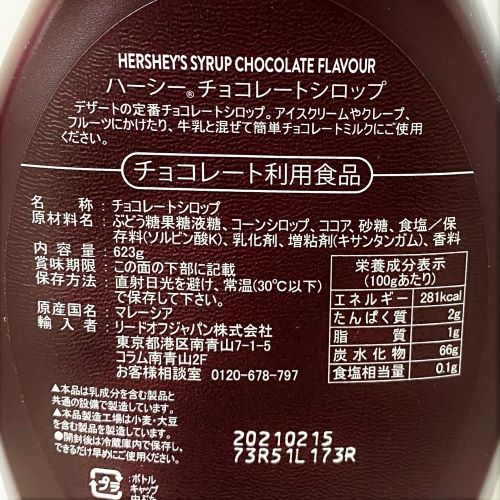 HERSHEY'S SYRUP CHOCOLATE FLAVOUR
ハーシー®チョコレートシロップ
デザートの定番チョコレートシロップ。アイスクリームやクレープ、
フルーツにかけたり、牛乳と混ぜて簡単チョコレートミルクにご使用
ください。
チョコレート利用食品
名 称:チョコレートシロップ
原材料名:ぶどう糖果糖液糖、コーンシロップ、ココア、砂糖、食塩/保
存料(ソルビン酸K)、乳化剤、増粘剤(キサンタンガム)、香料
内 容 量:623g
賞味期限:この面の下部に記載
保存方法:直射日光を避け、常温(30℃以下)
で保存して下さい。
原産国名:マレーシア
輸 入 者:リードオフジャパン株式会社
東京都港区南青山7-1-5
コラム南青山2F
お客様相談室 0120-678-797
栄養成分表示
(100gあたり)
エネルギー 281kcal
たんぱく質 2g
脂 質 1g
炭水化物 66g
食塩相当量 0.1g
▲本品は乳成分を含む製品と
共通の設備で製造しています。
▲本品製造工場は小麦・大豆
を含む製品を製造しています。
●開封後は冷蔵庫内で保存し、
できるだけ早めにご使用ください。
20210215
73R51L173R
プラ
:ボトル
キャップ